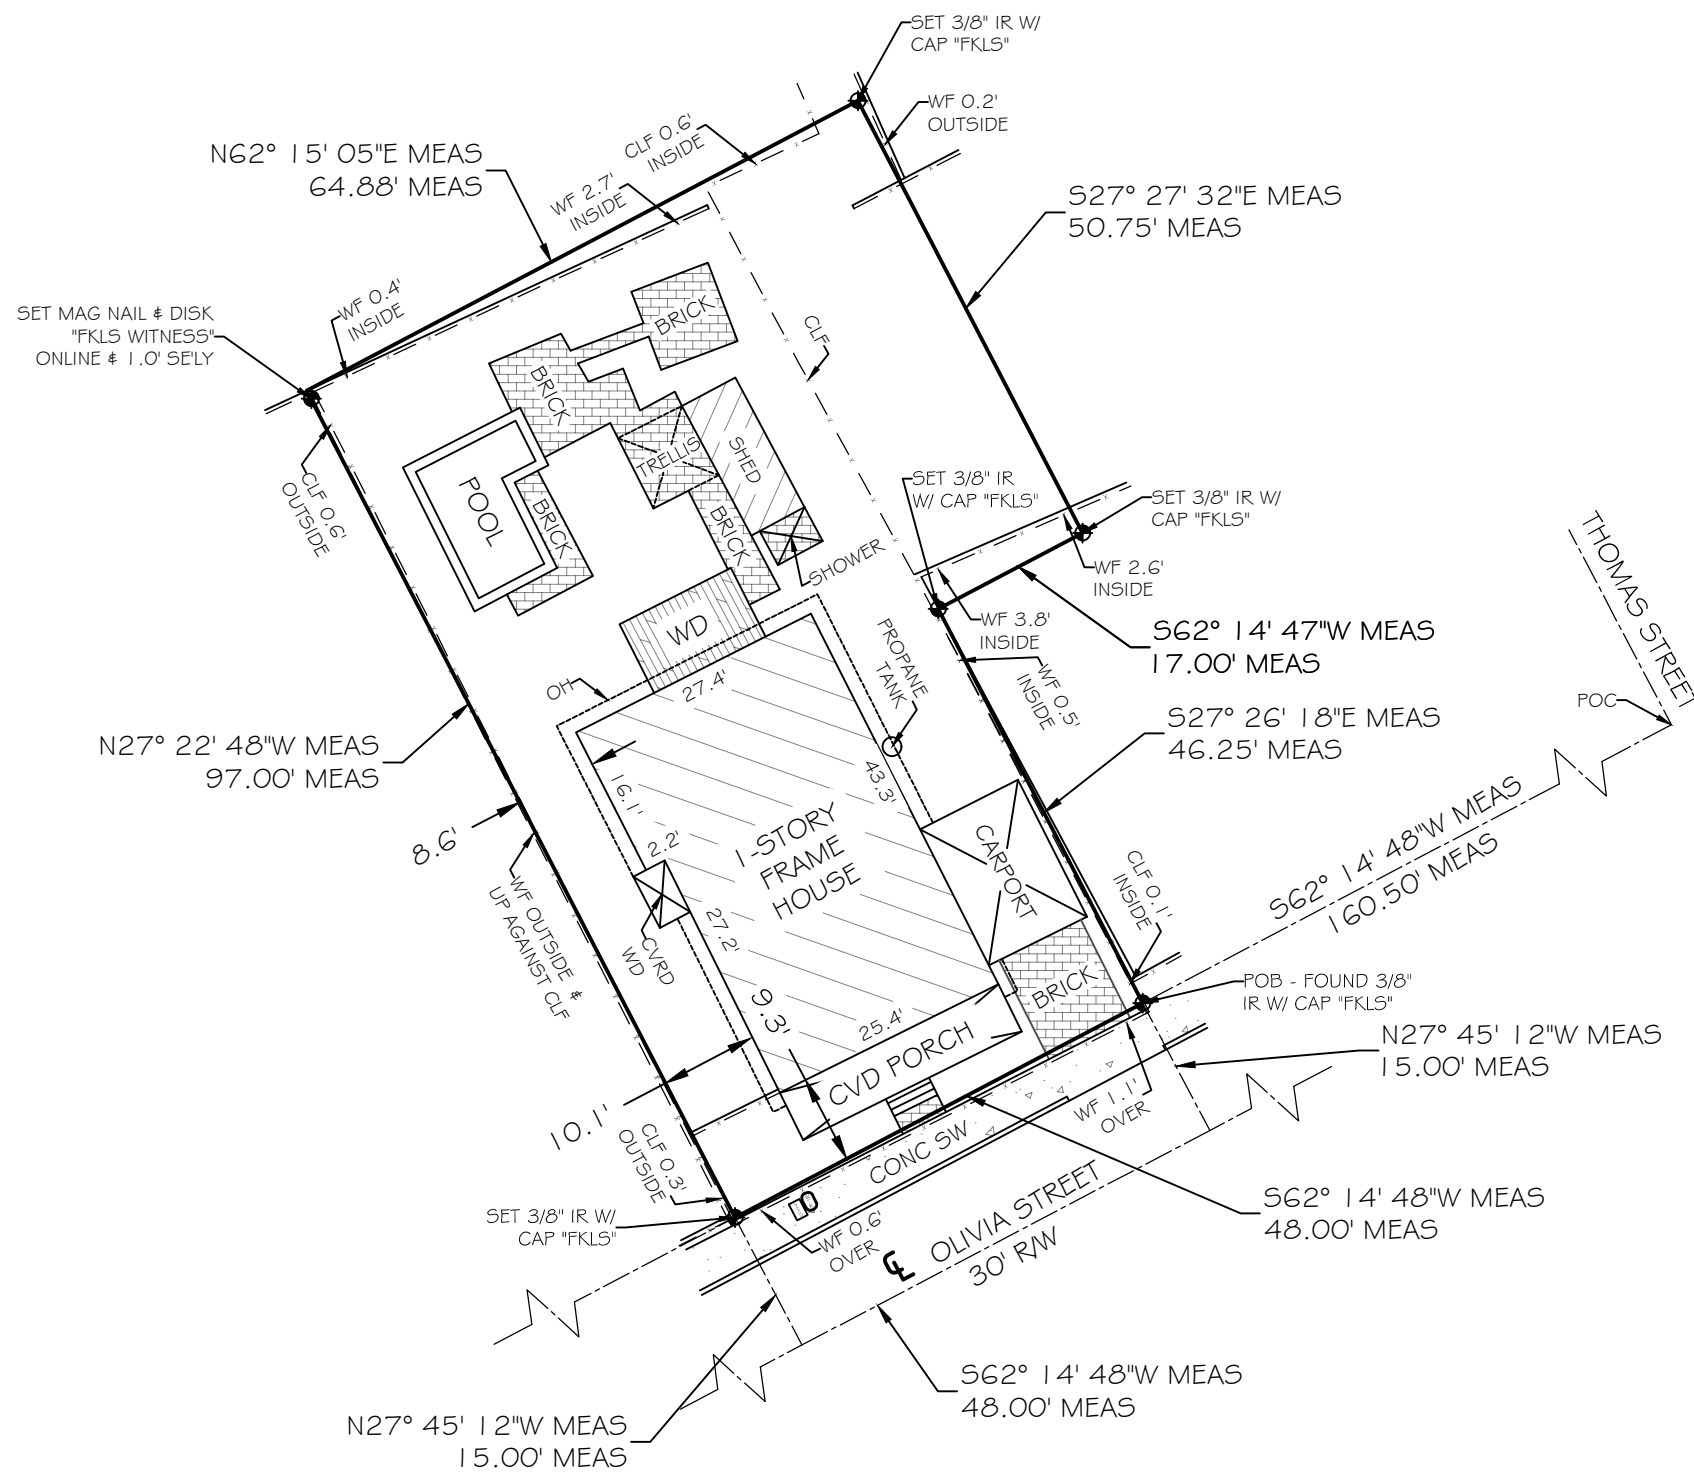 SET 3/8" IR W/
CAP "FKLS"
WF 0.2'
OUTSIDE
CLF 0.6'
INSIDE
N62° 15' 05"E MEAS
64.88' MEAS
WF 2.7'
INSIDE
S27° 27' 32"E MEAS
50.75' MEAS
WF 0.4'
INSIDE
SET MAG NAIL & DISK
"FKLS WITNESS"
ONLINE & 1.0' SE'LY
BRICK
CLF
BRICK
TRELLIS
SHED
CLF 0.6'
OUTSIDE
POOL
BRICK
BRICK
SHOWER
SET 3/8" IR
W/ CAP "FKLS"
SET 3/8" IR W/
CAP "FKLS"
THOMAS STREET
WF 2.6'
INSIDE
WF 3.8'
INSIDE
WD
S62° 14' 47"W MEAS
17.00' MEAS
PROPANE
TANK
OH
27.4'
WF 0.5'
INSIDE
POC
S27° 26' 18"E MEAS
46.25' MEAS
N27° 22' 48"W MEAS
97.00' MEAS
16.1'
43.3'
8.6'
2.2'
1-STORY
FRAME
HOUSE
CARPORT
S62° 14' 48"W MEAS
160.50' MEAS
CLF 0.1'
INSIDE
WF OUTSIDE &
UP AGAINST CLF
27.2'
CVRD
WD
BRICK
POB - FOUND 3/8"
IR W/ CAP "FKLS"
9.3'
25.4'
CVD PORCH
N27° 45' 12"W MEAS
15.00' MEAS
10.1'
WF 1.1'
OVER
CLF 0.3'
OUTSIDE
CONC SW
SET 3/8" IR W/
CAP "FKLS"
WF 0.6'
OVER
S62° 14' 48"W MEAS
48.00' MEAS
CL OLIVIA STREET
30' R/W
S62° 14' 48"W MEAS
48.00' MEAS
N27° 45' 12"W MEAS
15.00' MEAS